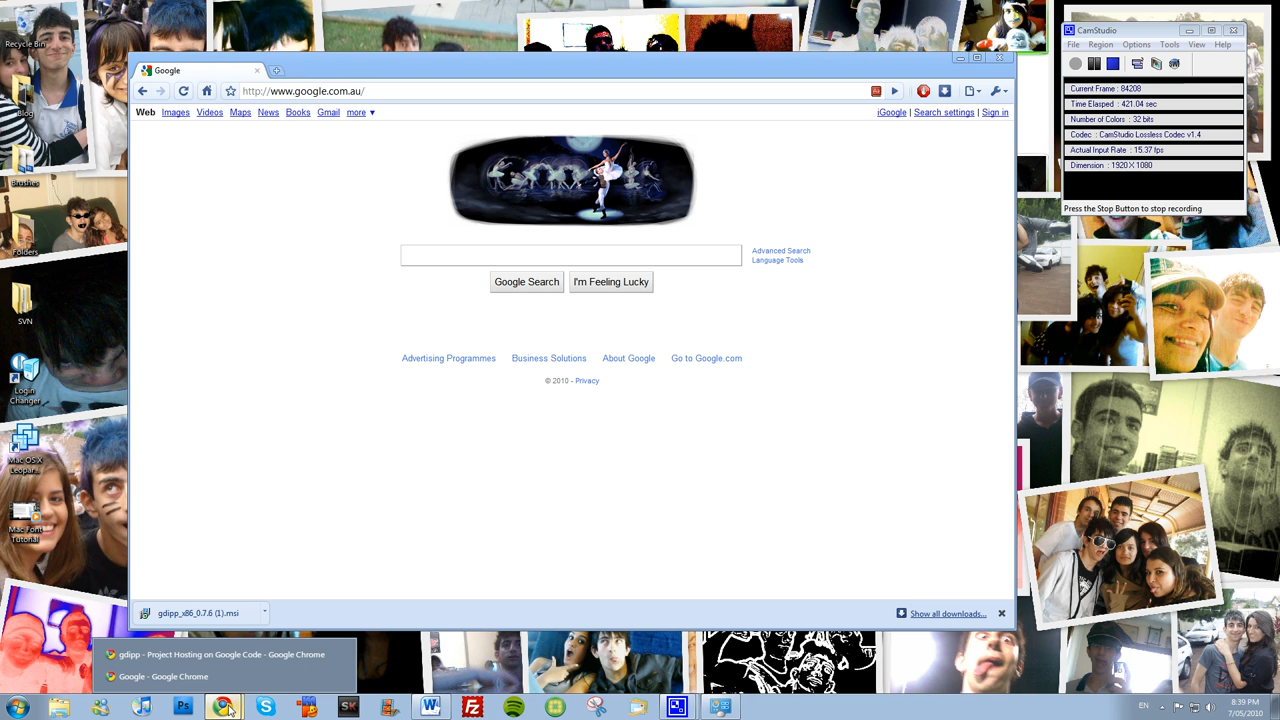 Recycle Bin
Blog
Brushes
Folders
SVN
Login
Changer
Mac OS X
Leopar...
Mac Font
Tutorial
Google
http://www.google.com.au/
Web Images Videos Maps News Books Gmail more ▼
iGoogle | Search settings | Sign in
Advanced Search
Language Tools
Google Search I'm Feeling Lucky
Advertising Programmes Business Solutions About Google Go to Google.com
© 2010 - Privacy
gdipp_x86_0.7.6 (1).msi
Show all downloads...
CamStudio
File Region Options Tools View Help
Current Frame : 84208
Time Elasped : 421.04 sec
Number of Colors : 32 bits
Codec : CamStudio Lossless Codec v1.4
Actual Input Rate : 15.37 fps
Dimension : 1920 X 1080
Press the Stop Button to stop recording
gdipp - Project Hosting on Google Code - Google Chrome
Google - Google Chrome
Ps
SK
W
FZ
EN
8:39 PM
7/05/2010